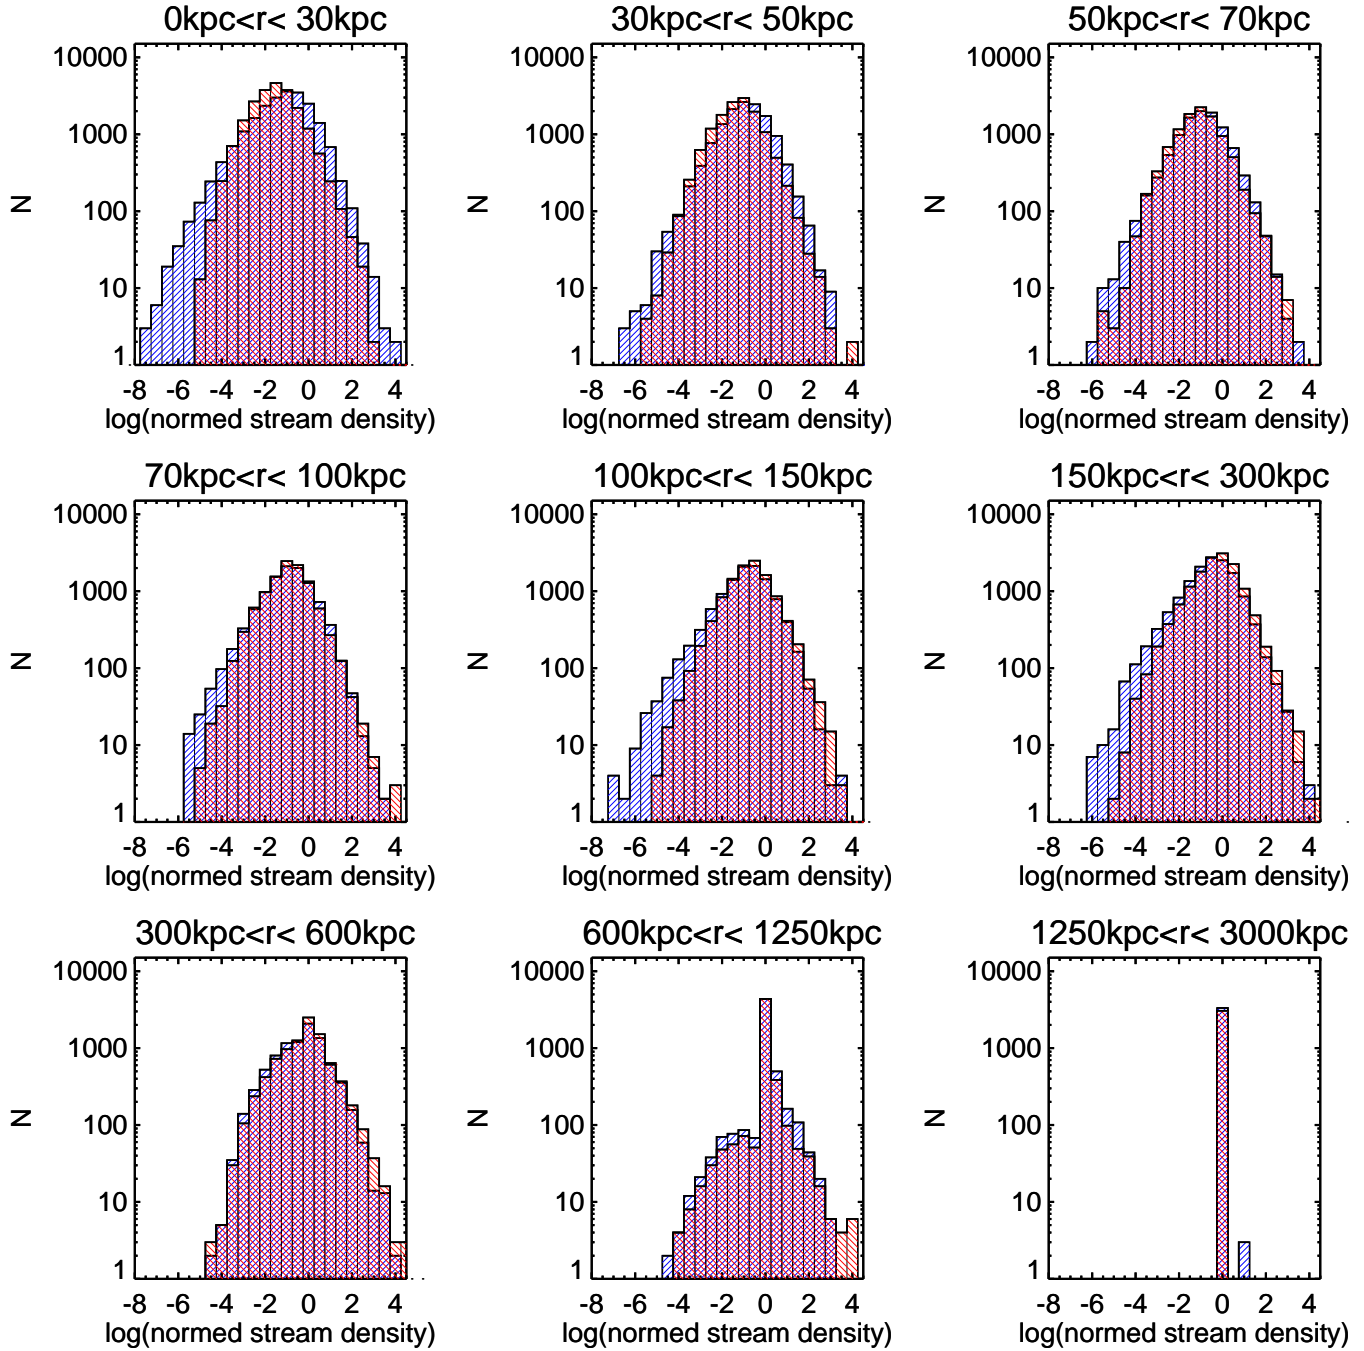 0kpc<r< 30kpc
30kpc<r< 50kpc
50kpc<r< 70kpc
10000 1000 100 10 1
N
-8 -6 -4 -2 0 2 4
log(normed stream density)
10000 1000 100 10 1
N
-8 -6 -4 -2 0 2 4
log(normed stream density)
10000 1000 100 10 1
N
-8 -6 -4 -2 0 2 4
log(normed stream density)
70kpc<r< 100kpc
100kpc<r< 150kpc
150kpc<r< 300kpc
10000 1000 100 10 1
N
-8 -6 -4 -2 0 2 4
log(normed stream density)
10000 1000 100 10 1
N
-8 -6 -4 -2 0 2 4
log(normed stream density)
10000 1000 100 10 1
N
-8 -6 -4 -2 0 2 4
log(normed stream density)
300kpc<r< 600kpc
600kpc<r< 1250kpc
1250kpc<r< 3000kpc
10000 1000 100 10 1
N
-8 -6 -4 -2 0 2 4
log(normed stream density)
10000 1000 100 10 1
N
-8 -6 -4 -2 0 2 4
log(normed stream density)
10000 1000 100 10 1
N
-8 -6 -4 -2 0 2 4
log(normed stream density)